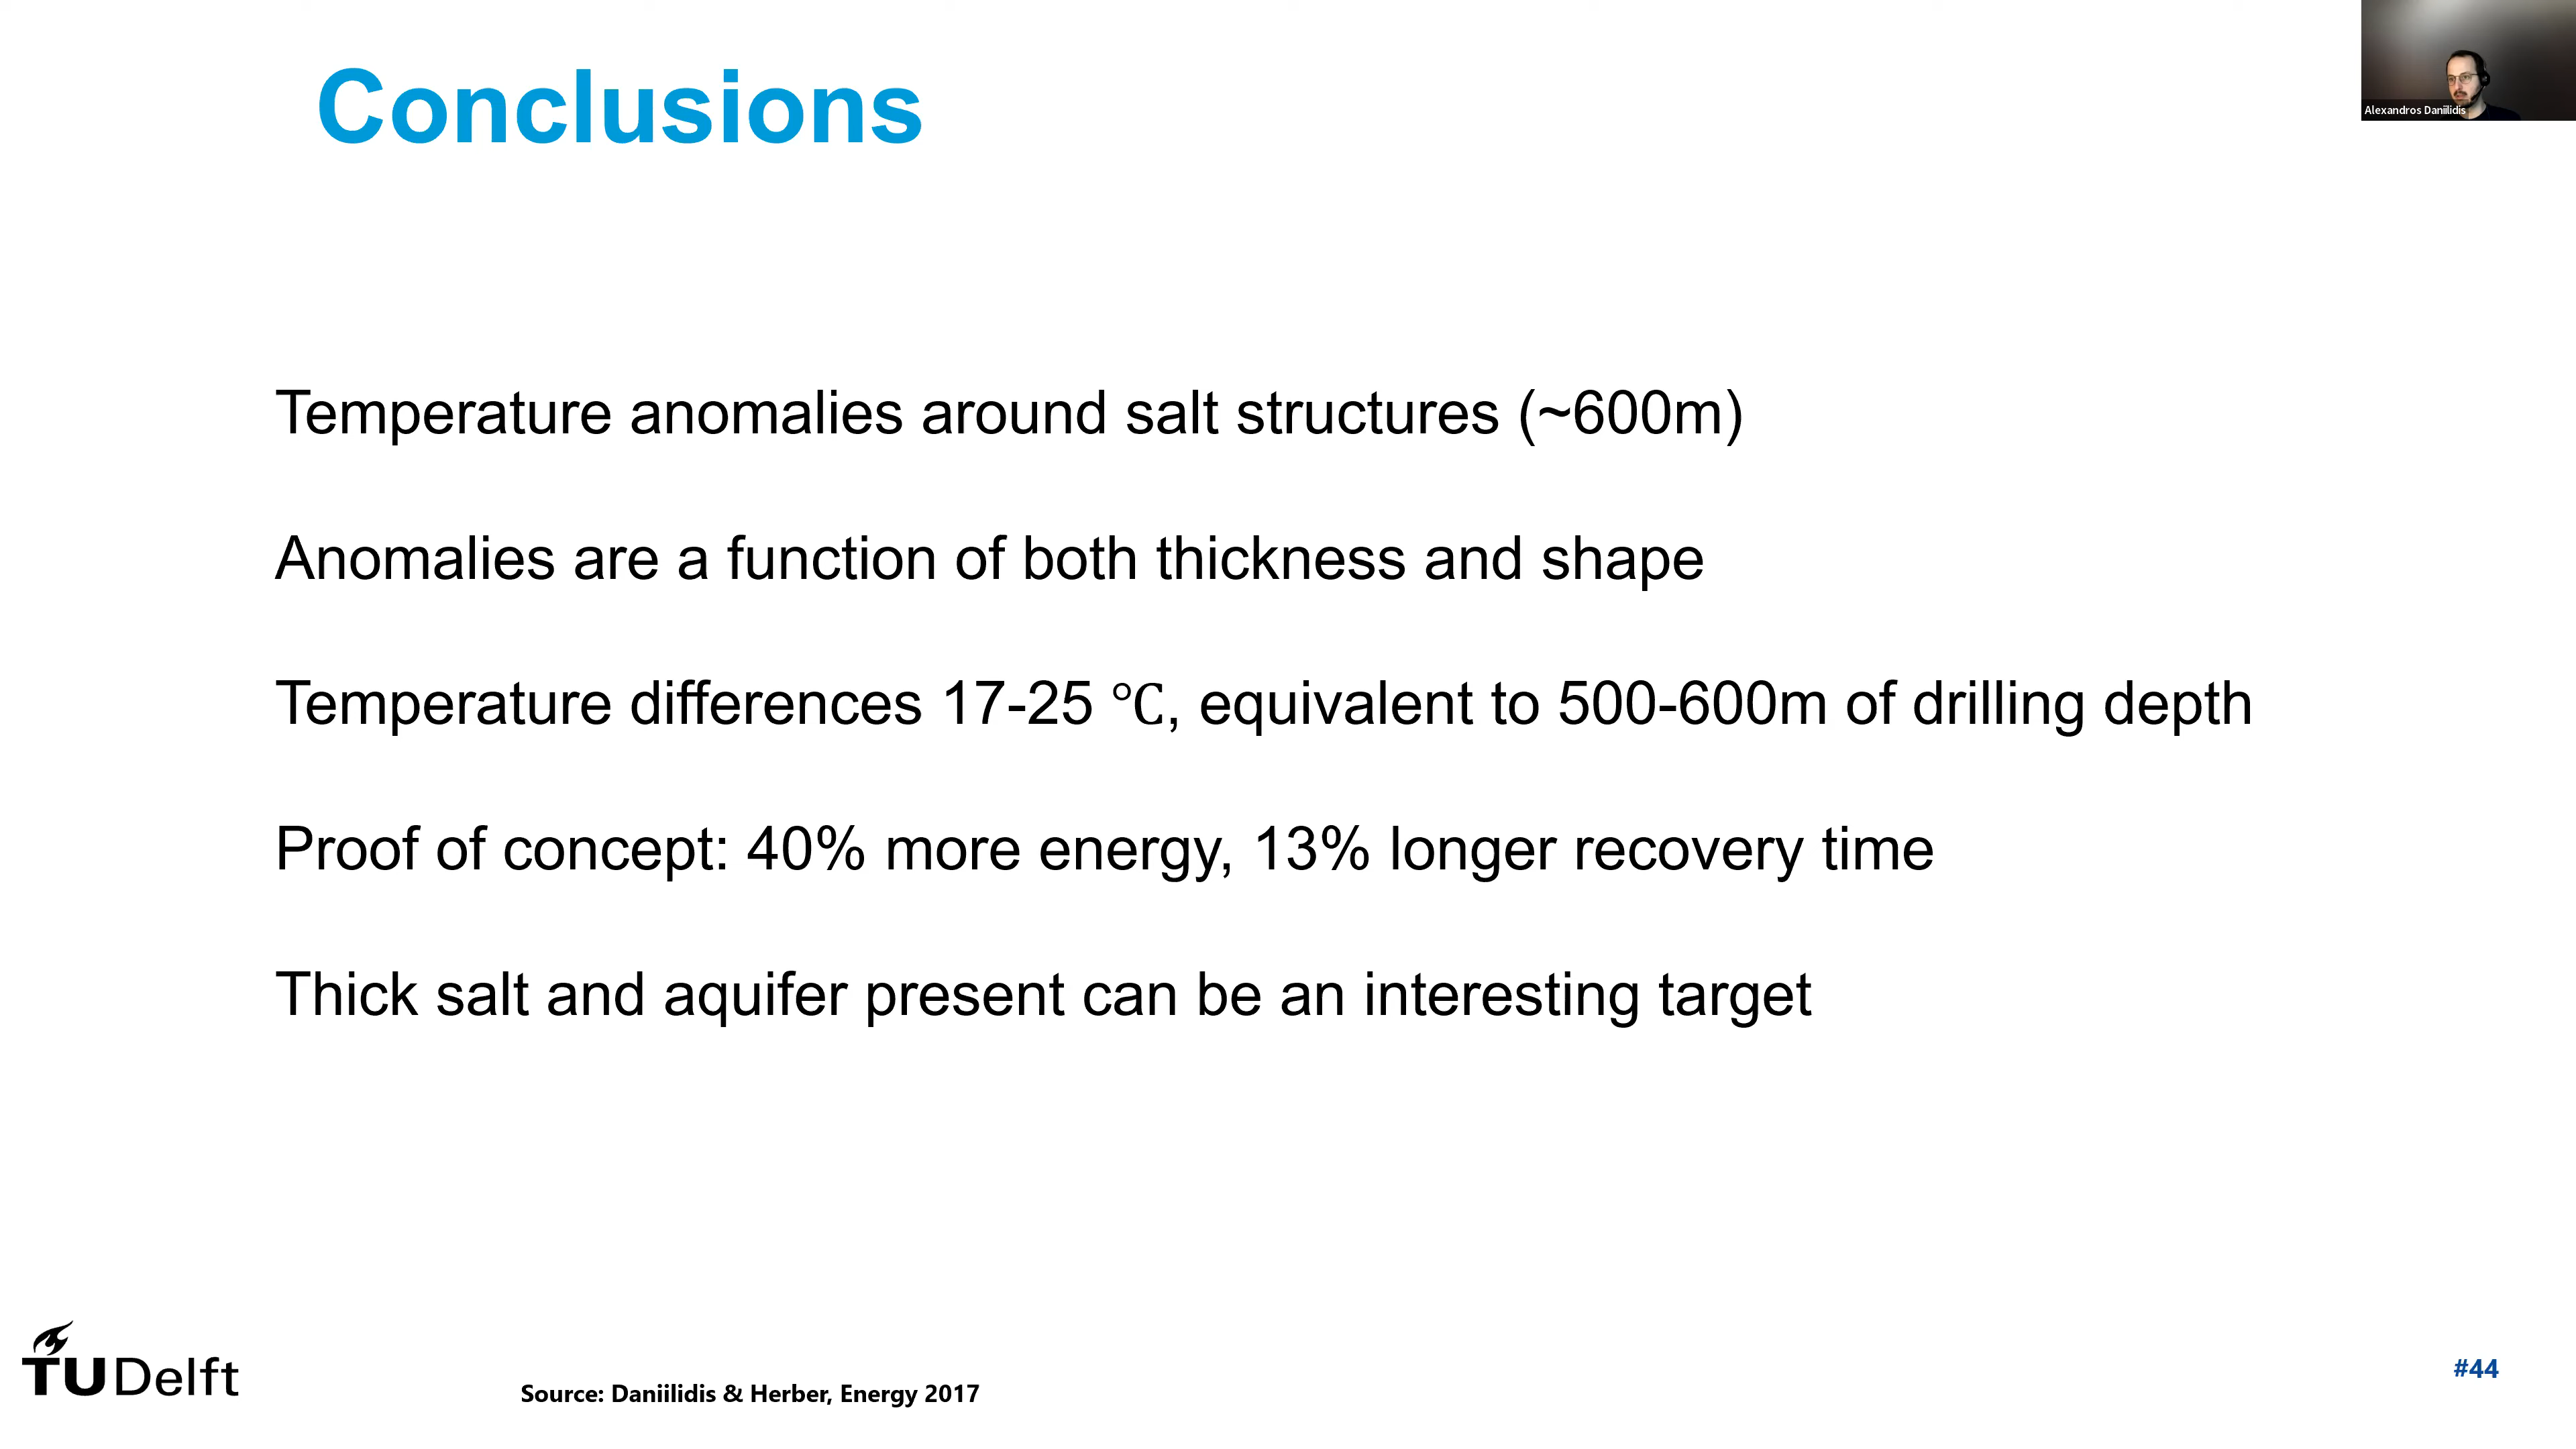 Conclusions
Alexandros Daniilidis
Temperature anomalies around salt structures (~600m)
Anomalies are a function of both thickness and shape
Temperature differences 17-25 ℃, equivalent to 500-600m of drilling depth
Proof of concept: 40% more energy, 13% longer recovery time
Thick salt and aquifer present can be an interesting target
TUDelft
Source: Daniilidis & Herber, Energy 2017
#44